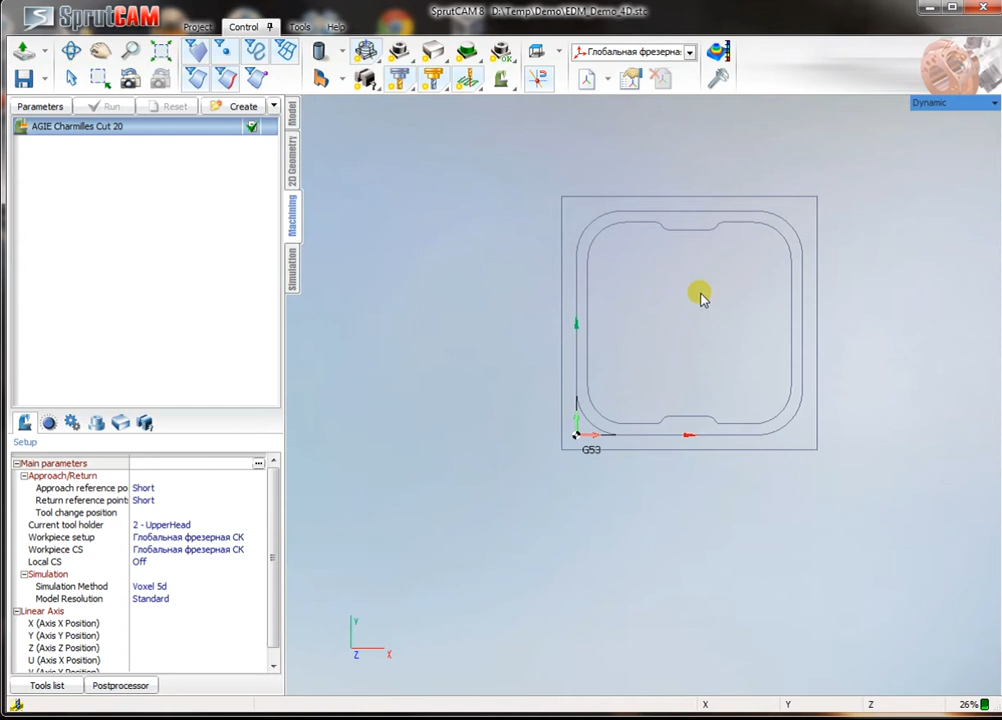 SprutCAM
SprutCAM 8 - D:\Temp\Demo\EDM_Demo_4D.stc
Project Control Tools Help
Глобальная фрезерна:
Dynamic
Parameters Run Reset Create
AGIE Charmilles Cut 20
Model
2D Geometry
Machining
Simulation
Setup
Main parameters
Approach/Return
Approach reference po Short
Return reference points Short
Tool change position
Current tool holder 2 - UpperHead
Workpiece setup Глобальная фрезерная СК
Workpiece CS Глобальная фрезерная СК
Local CS Off
Simulation
Simulation Method Voxel 5d
Model Resolution Standard
Linear Axis
X (Axis X Position)
Y (Axis Y Position)
Z (Axis Z Position)
U (Axis X Position)
Tools list Postprocessor
G53
Y
Z X
X Y Z 26%